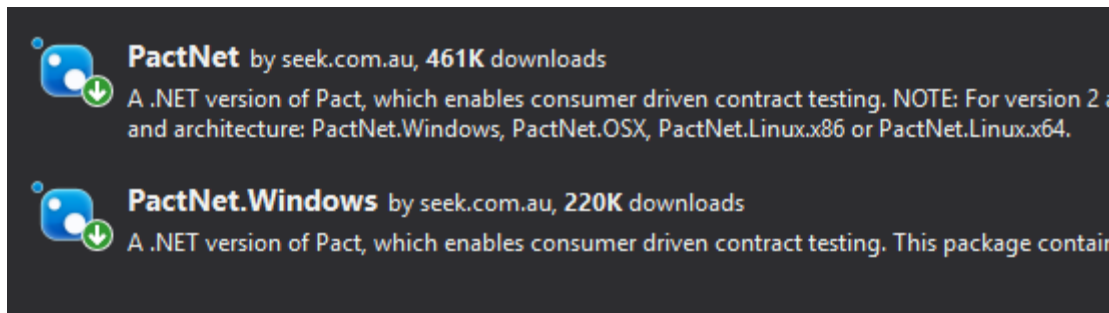 PactNet by seek.com.au, 461K downloads
A .NET version of Pact, which enables consumer driven contract testing. NOTE: For version 2
and architecture: PactNet.Windows, PactNet.OSX, PactNet.Linux.x86 or PactNet.Linux.x64.
PactNet.Windows by seek.com.au, 220K downloads
A .NET version of Pact, which enables consumer driven contract testing. This package